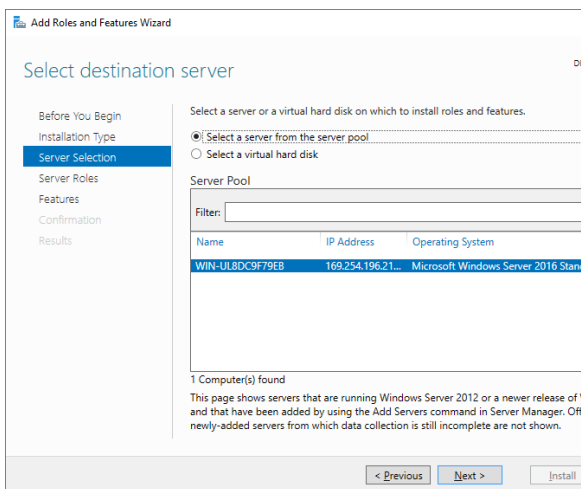 Add Roles and Features Wizard
Select destination server
Before You Begin
Installation Type
Server Selection
Server Roles
Features
Confirmation
Results
Select a server or a virtual hard disk on which to install roles and features.
Select a server from the server pool
Select a virtual hard disk
Server Pool
Filter:
Name IP Address Operating System
WIN-UL8DC9F79EB 169.254.196.21... Microsoft Windows Server 2016
1 Computer(s) found
This page shows servers that are running Windows Server 2012 or a newer release of
and that have been added by using the Add Servers command in Server Manager.
newly-added servers from which data collection is still incomplete are not shown.
< Previous Next > Install